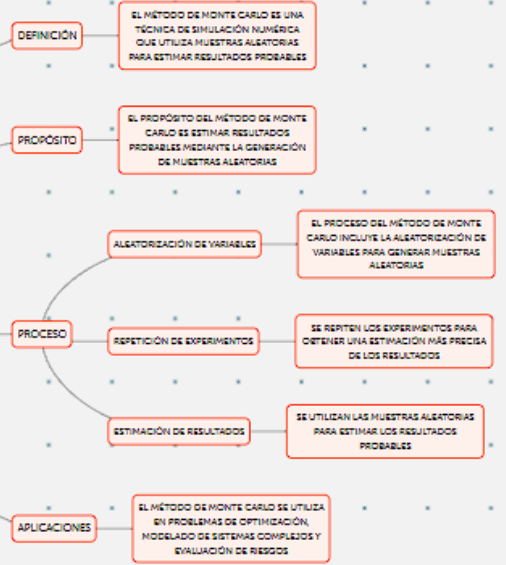 DEFINICIÓN
EL MÉTODO DE MONTE CARLO ES UNA
TÉCNICA DE SIMULACIÓN NUMÉRICA
QUE UTILIZA MUESTRAS ALEATORIAS
PARA ESTIMAR RESULTADOS PROBABLES
PROPÓSITO
EL PROPÓSITO DEL MÉTODO DE MONTE
CARLO ES ESTIMAR RESULTADOS
PROBABLES MEDIANTE LA GENERACIÓN
DE MUESTRAS ALEATORIAS
PROCESO
ALEATORIZACIÓN DE VARIABLES
EL PROCESO DEL MÉTODO DE MONTE
CARLO INCLUYE LA ALEATORIZACIÓN DE
VARIABLES PARA GENERAR MUESTRAS
ALEATORIAS
REPETICIÓN DE EXPERIMENTOS
SE REPITEN LOS EXPERIMENTOS PARA
OBTENER UNA ESTIMACIÓN MÁS PRECISA
DE LOS RESULTADOS
ESTIMACIÓN DE RESULTADOS
SE UTILIZAN LAS MUESTRAS ALEATORIAS
PARA ESTIMAR LOS RESULTADOS
PROBABLES
APLICACIONES
EL MÉTODO DE MONTE CARLO SE UTILIZA
EN PROBLEMAS DE OPTIMIZACIÓN,
MODELADO DE SISTEMAS COMPLEJOS Y
EVALUACIÓN DE RIESGOS